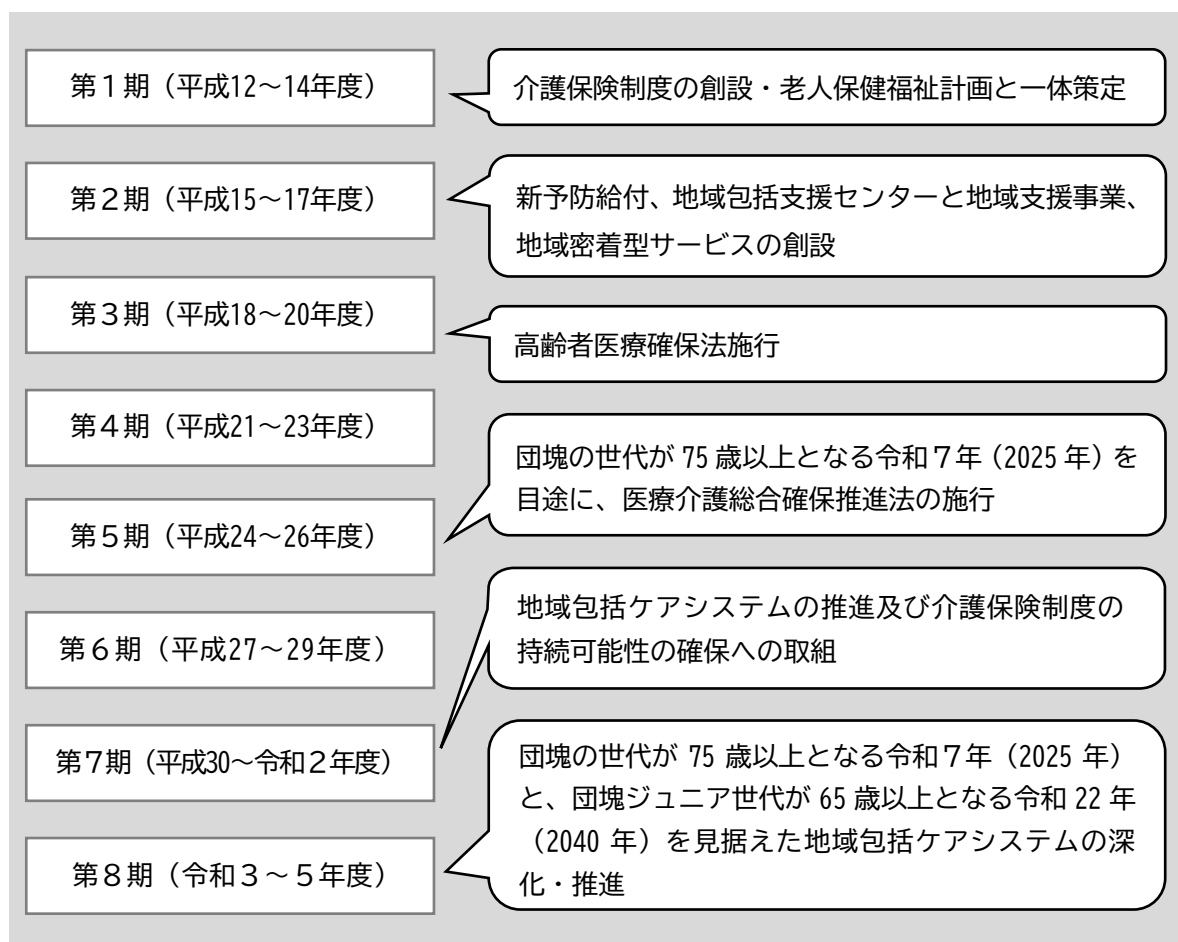 第１期（平成12～14年度）
介護保険制度の創設・老人保健福祉計画と一体策定
第２期（平成15～17年度）
新予防給付、地域包括支援センターと地域支援事業、
地域密着型サービスの創設
第３期（平成18～20年度）
高齢者医療確保法施行
第４期（平成21～23年度）
団塊の世代が 75 歳以上となる令和７年（2025 年）を
目途に、医療介護総合確保推進法の施行
第５期（平成24～26年度）
第６期（平成27～29年度）
地域包括ケアシステムの推進及び介護保険制度の
持続可能性の確保への取組
第７期（平成30～令和２年度）
団塊の世代が 75 歳以上となる令和７年（2025 年）
と、団塊ジュニア世代が 65 歳以上となる令和 22 年
（2040 年）を見据えた地域包括ケアシステムの深
化・推進
第８期（令和３～５年度）